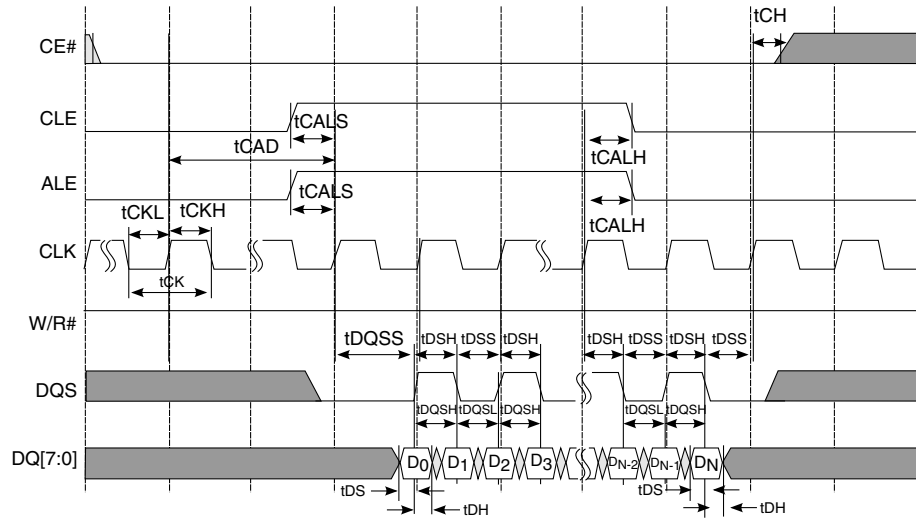 tCH
CE#
CLE
tCALS
tCAD
tCALH
ALE
tCALS
tCKL
tCKH
tCALH
CLK
tCK
W/R#
tDQSS
tDSH
tDSS
tDSH
tDSH
tDSS
tDSH
tDSS
DQS
tDQSH
tDQSL
tDQSH
tDQSL
tDQSH
DQ[7:0]
D0
D1
D2
D3
DN-2
DN-1
DN
tDS
tDH
tDS
tDH